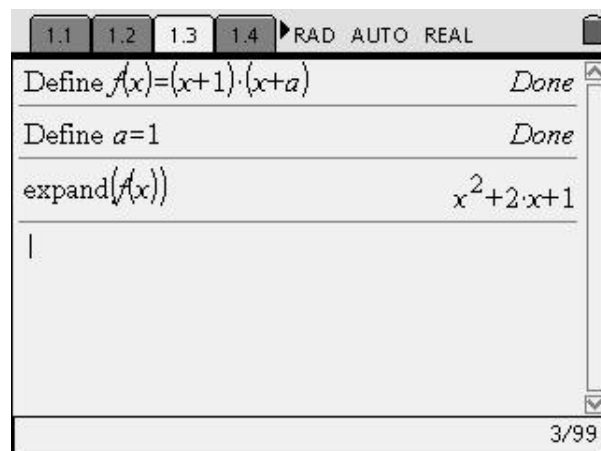 1.1 1.2 1.3 1.4 RAD AUTO REAL
Define f(x)=(x+1)·(x+a) Done
Define a=1 Done
expand(f(x)) x²+2·x+1
3/99